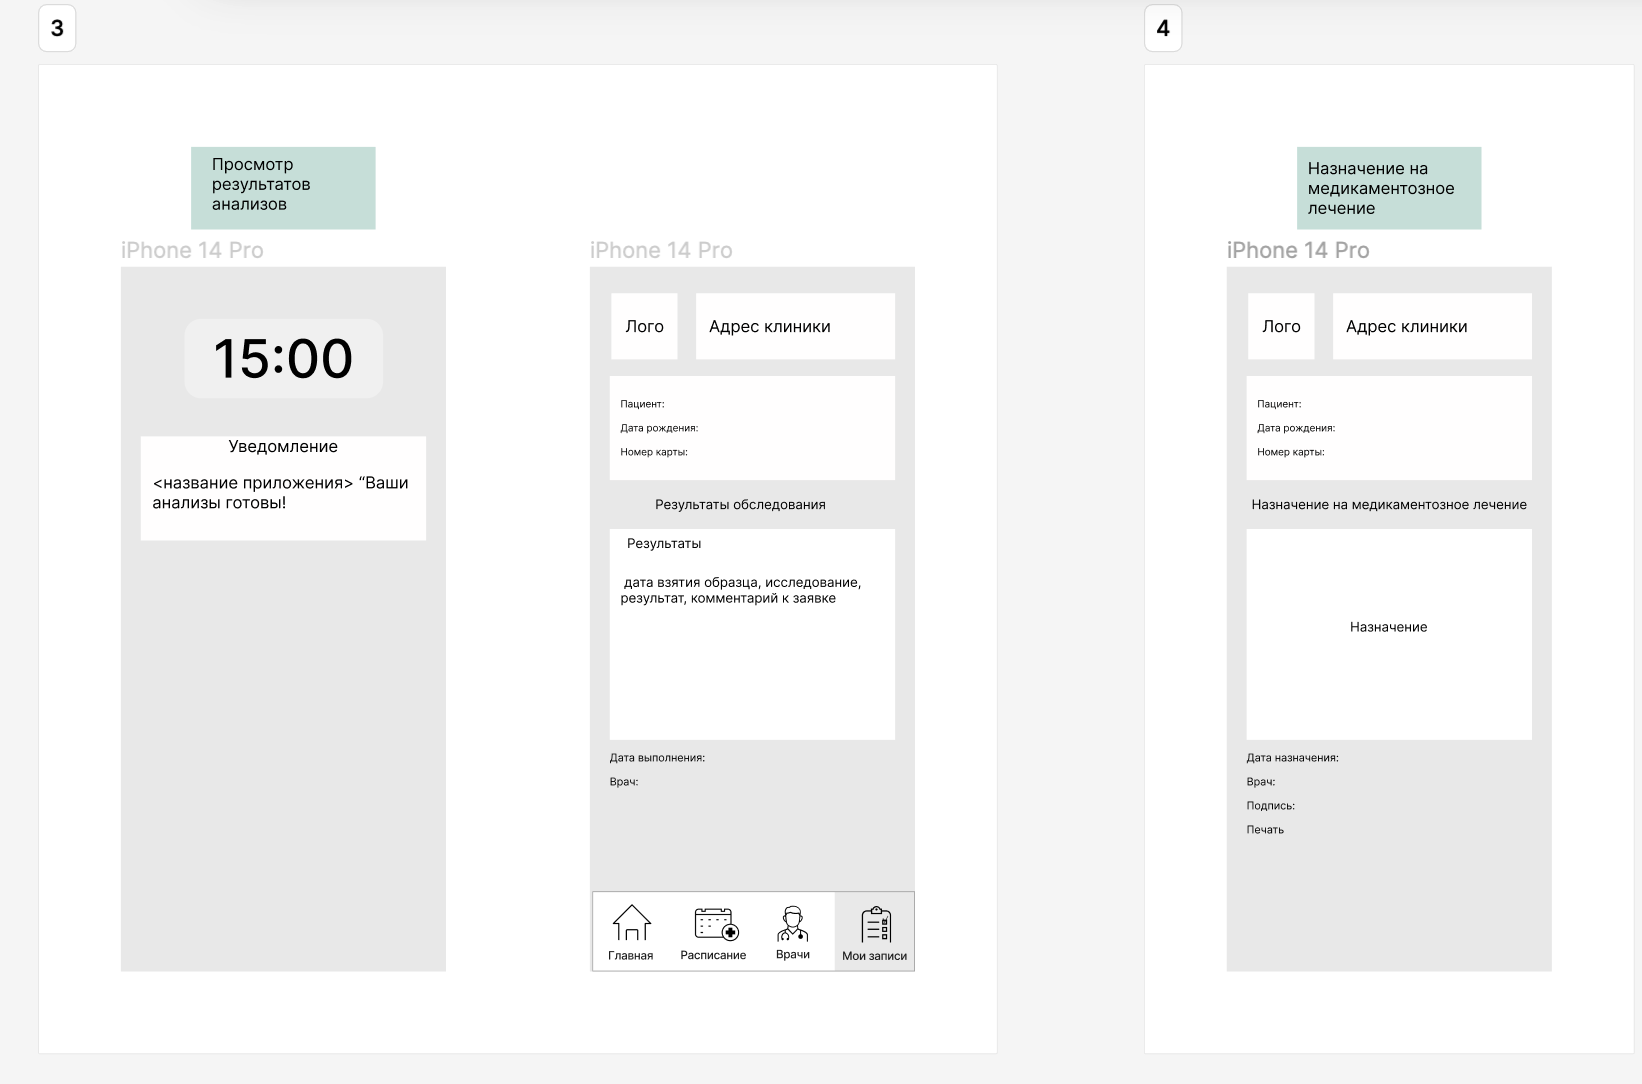 3
Просмотр
результатов
анализов
iPhone 14 Pro
15:00
Уведомление
<название приложения> “Ваши
анализы готовы!
iPhone 14 Pro
Лого
Адрес клиники
Пациент:
Дата рождения:
Номер карты:
Результаты обследования
Результаты
дата взятия образца, исследование,
результат, комментарий к заявке
Дата выполнения:
Врач:
Главная
Расписание
Врачи
Мои записи
4
Назначение на
медикаментозное
лечение
iPhone 14 Pro
Лого
Адрес клиники
Пациент:
Дата рождения:
Номер карты:
Назначение на медикаментозное лечение
Назначение
Дата назначения:
Врач:
Подпись:
Печать